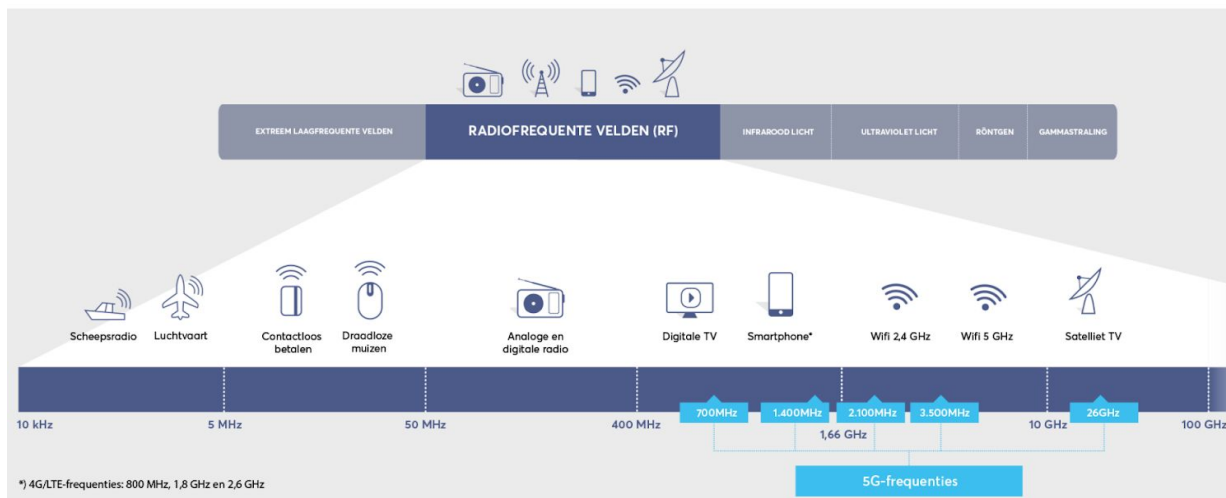 EXTREEM LAAGFREQUENTE VELDEN
RADIOFREQUENTE VELDEN (RF)
INFRAROOD LICHT
ULTRAVIOLET LICHT
RÖNTGEN
GAMMASTRALING
Scheepsradio
Luchtvaart
Contactloos
betalen
Draadloze
muizen
Analoge en
digitale radio
Digitale TV
Smartphone*
Wifi 2,4 GHz
Wifi 5 GHz
Satelliet TV
700MHz
1.400MHz
2.100MHz
3.500MHz
26GHz
10 kHz
5 MHz
50 MHz
400 MHz
1,66 GHz
10 GHz
100 GHz
5G-frequenties
*) 4G/LTE-frequenties: 800 MHz, 1,8 GHz en 2,6 GHz